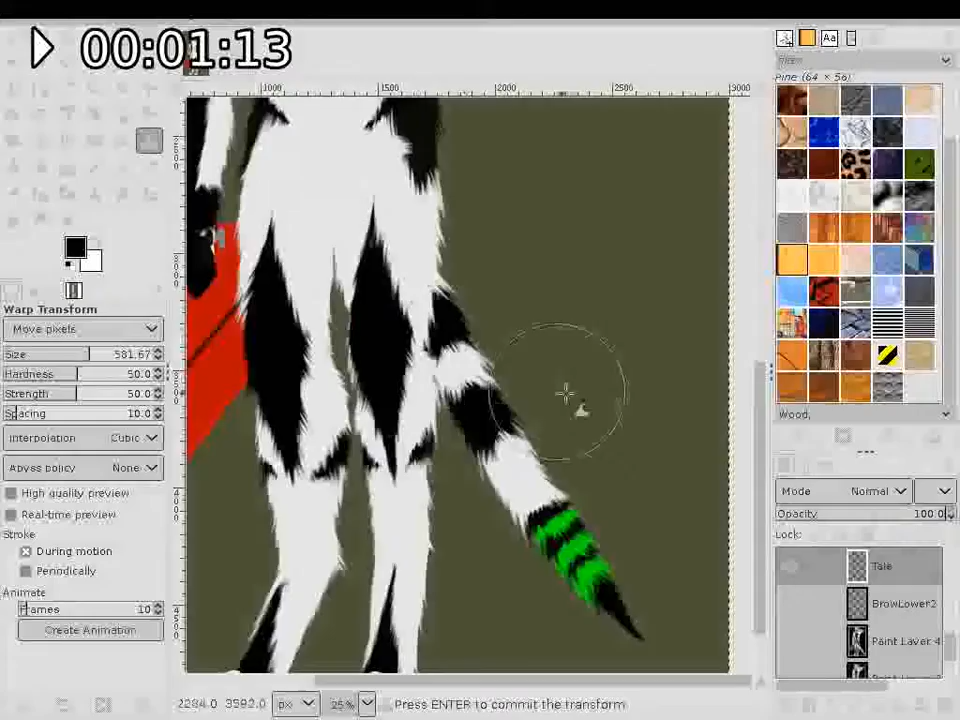 00:01:13
Aa
Pine (64 × 56)
1000 1500 2000 2500 3000
Warp Transform
Move pixels
Size 581.67
Hardness 50.0
Strength 50.0
Spacing 10.0
Interpolation Cubic
Abyss policy None
High quality preview
Real-time preview
Stroke
During motion
Periodically
Animate
Frames 10
Create Animation
Wood,
Mode Normal
Opacity 100.0
Lock:
Tale
BrowLower2
Paint Layer 4
2284.0 3592.0 px 25% Press ENTER to commit the transform